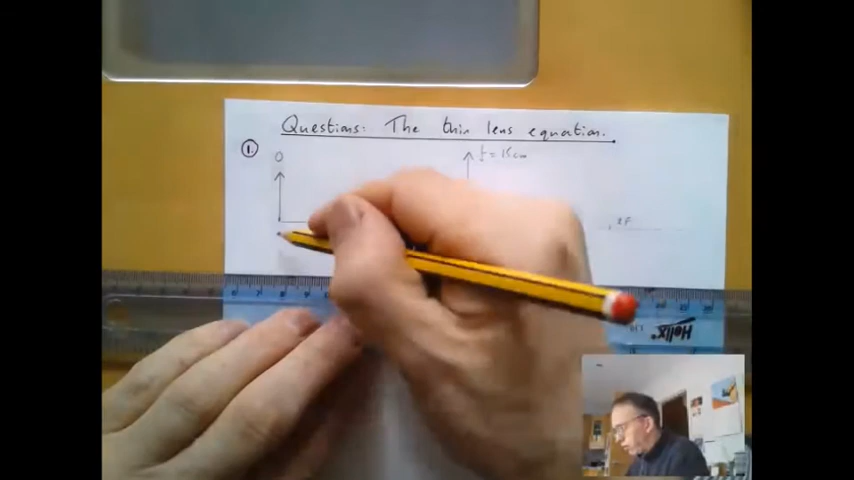 Questions: The thin lens equation.
1.
O
f = 15cm
2F
Helix